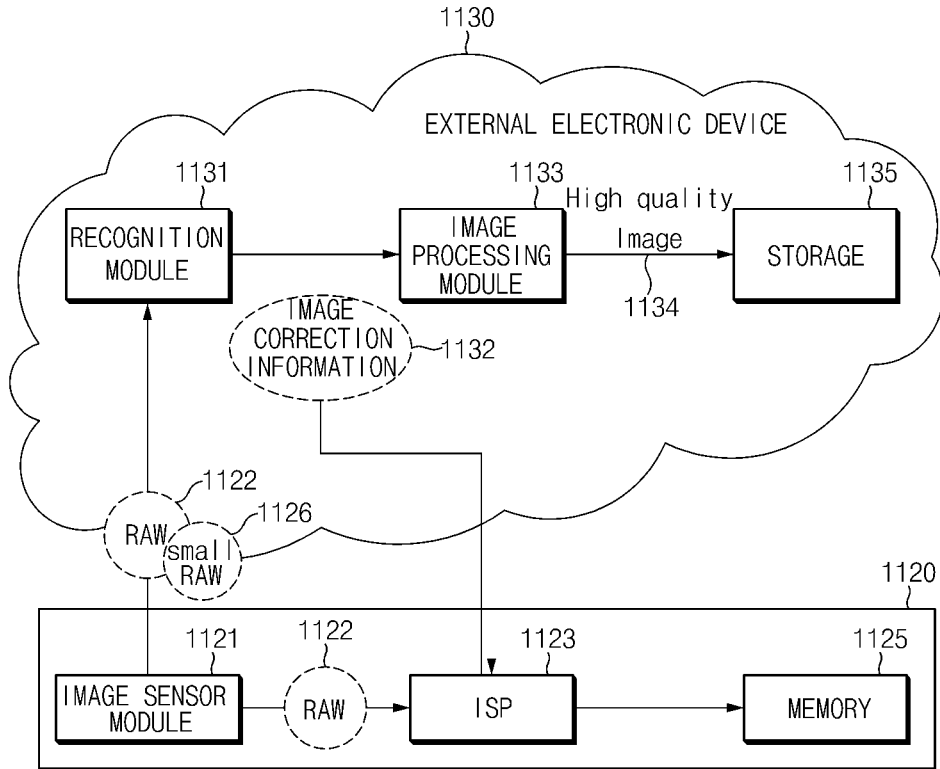 1130
EXTERNAL ELECTRONIC DEVICE
1131
1133
1135
High quality
RECOGNITION
MODULE
IMAGE
PROCESSING
MODULE
Image
1134
STORAGE
IMAGE
CORRECTION
INFORMATION
1132
1122
1126
RAW
small
RAW
1120
1121
1122
1123
1125
IMAGE SENSOR
MODULE
RAW
ISP
MEMORY